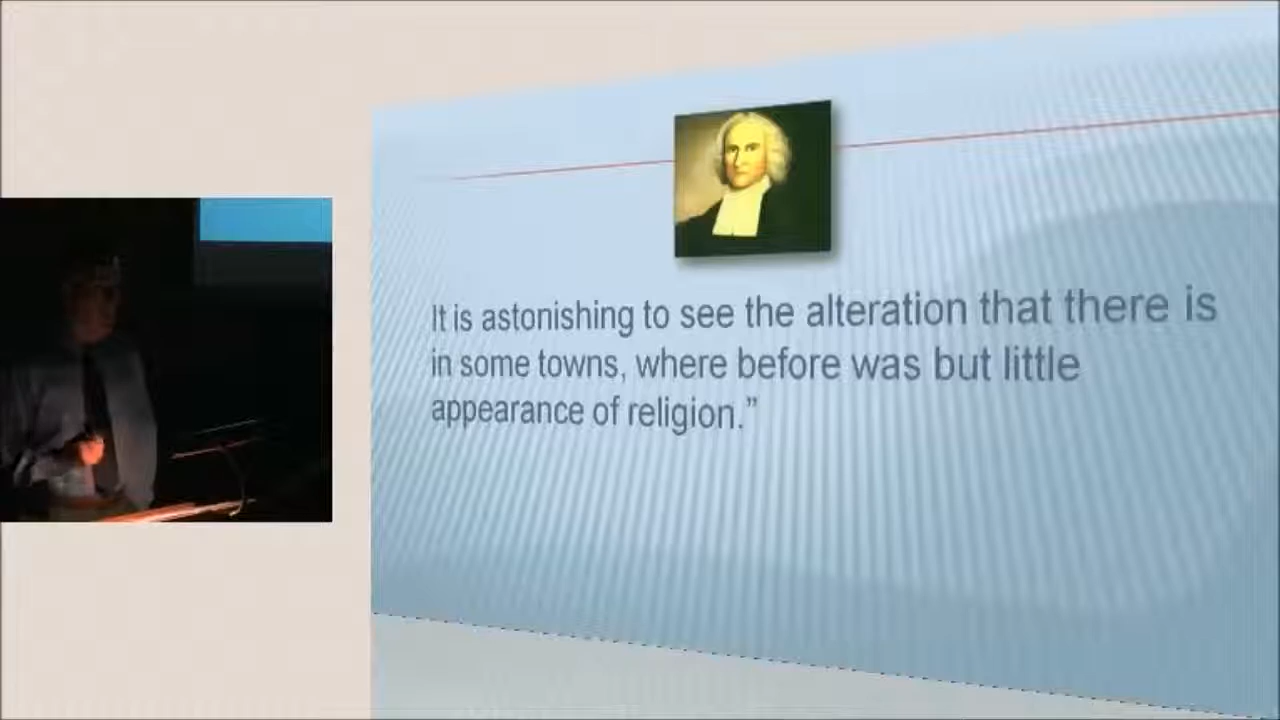 It is astonishing to see the alteration that there is
in some towns, where before was but little
appearance of religion.”